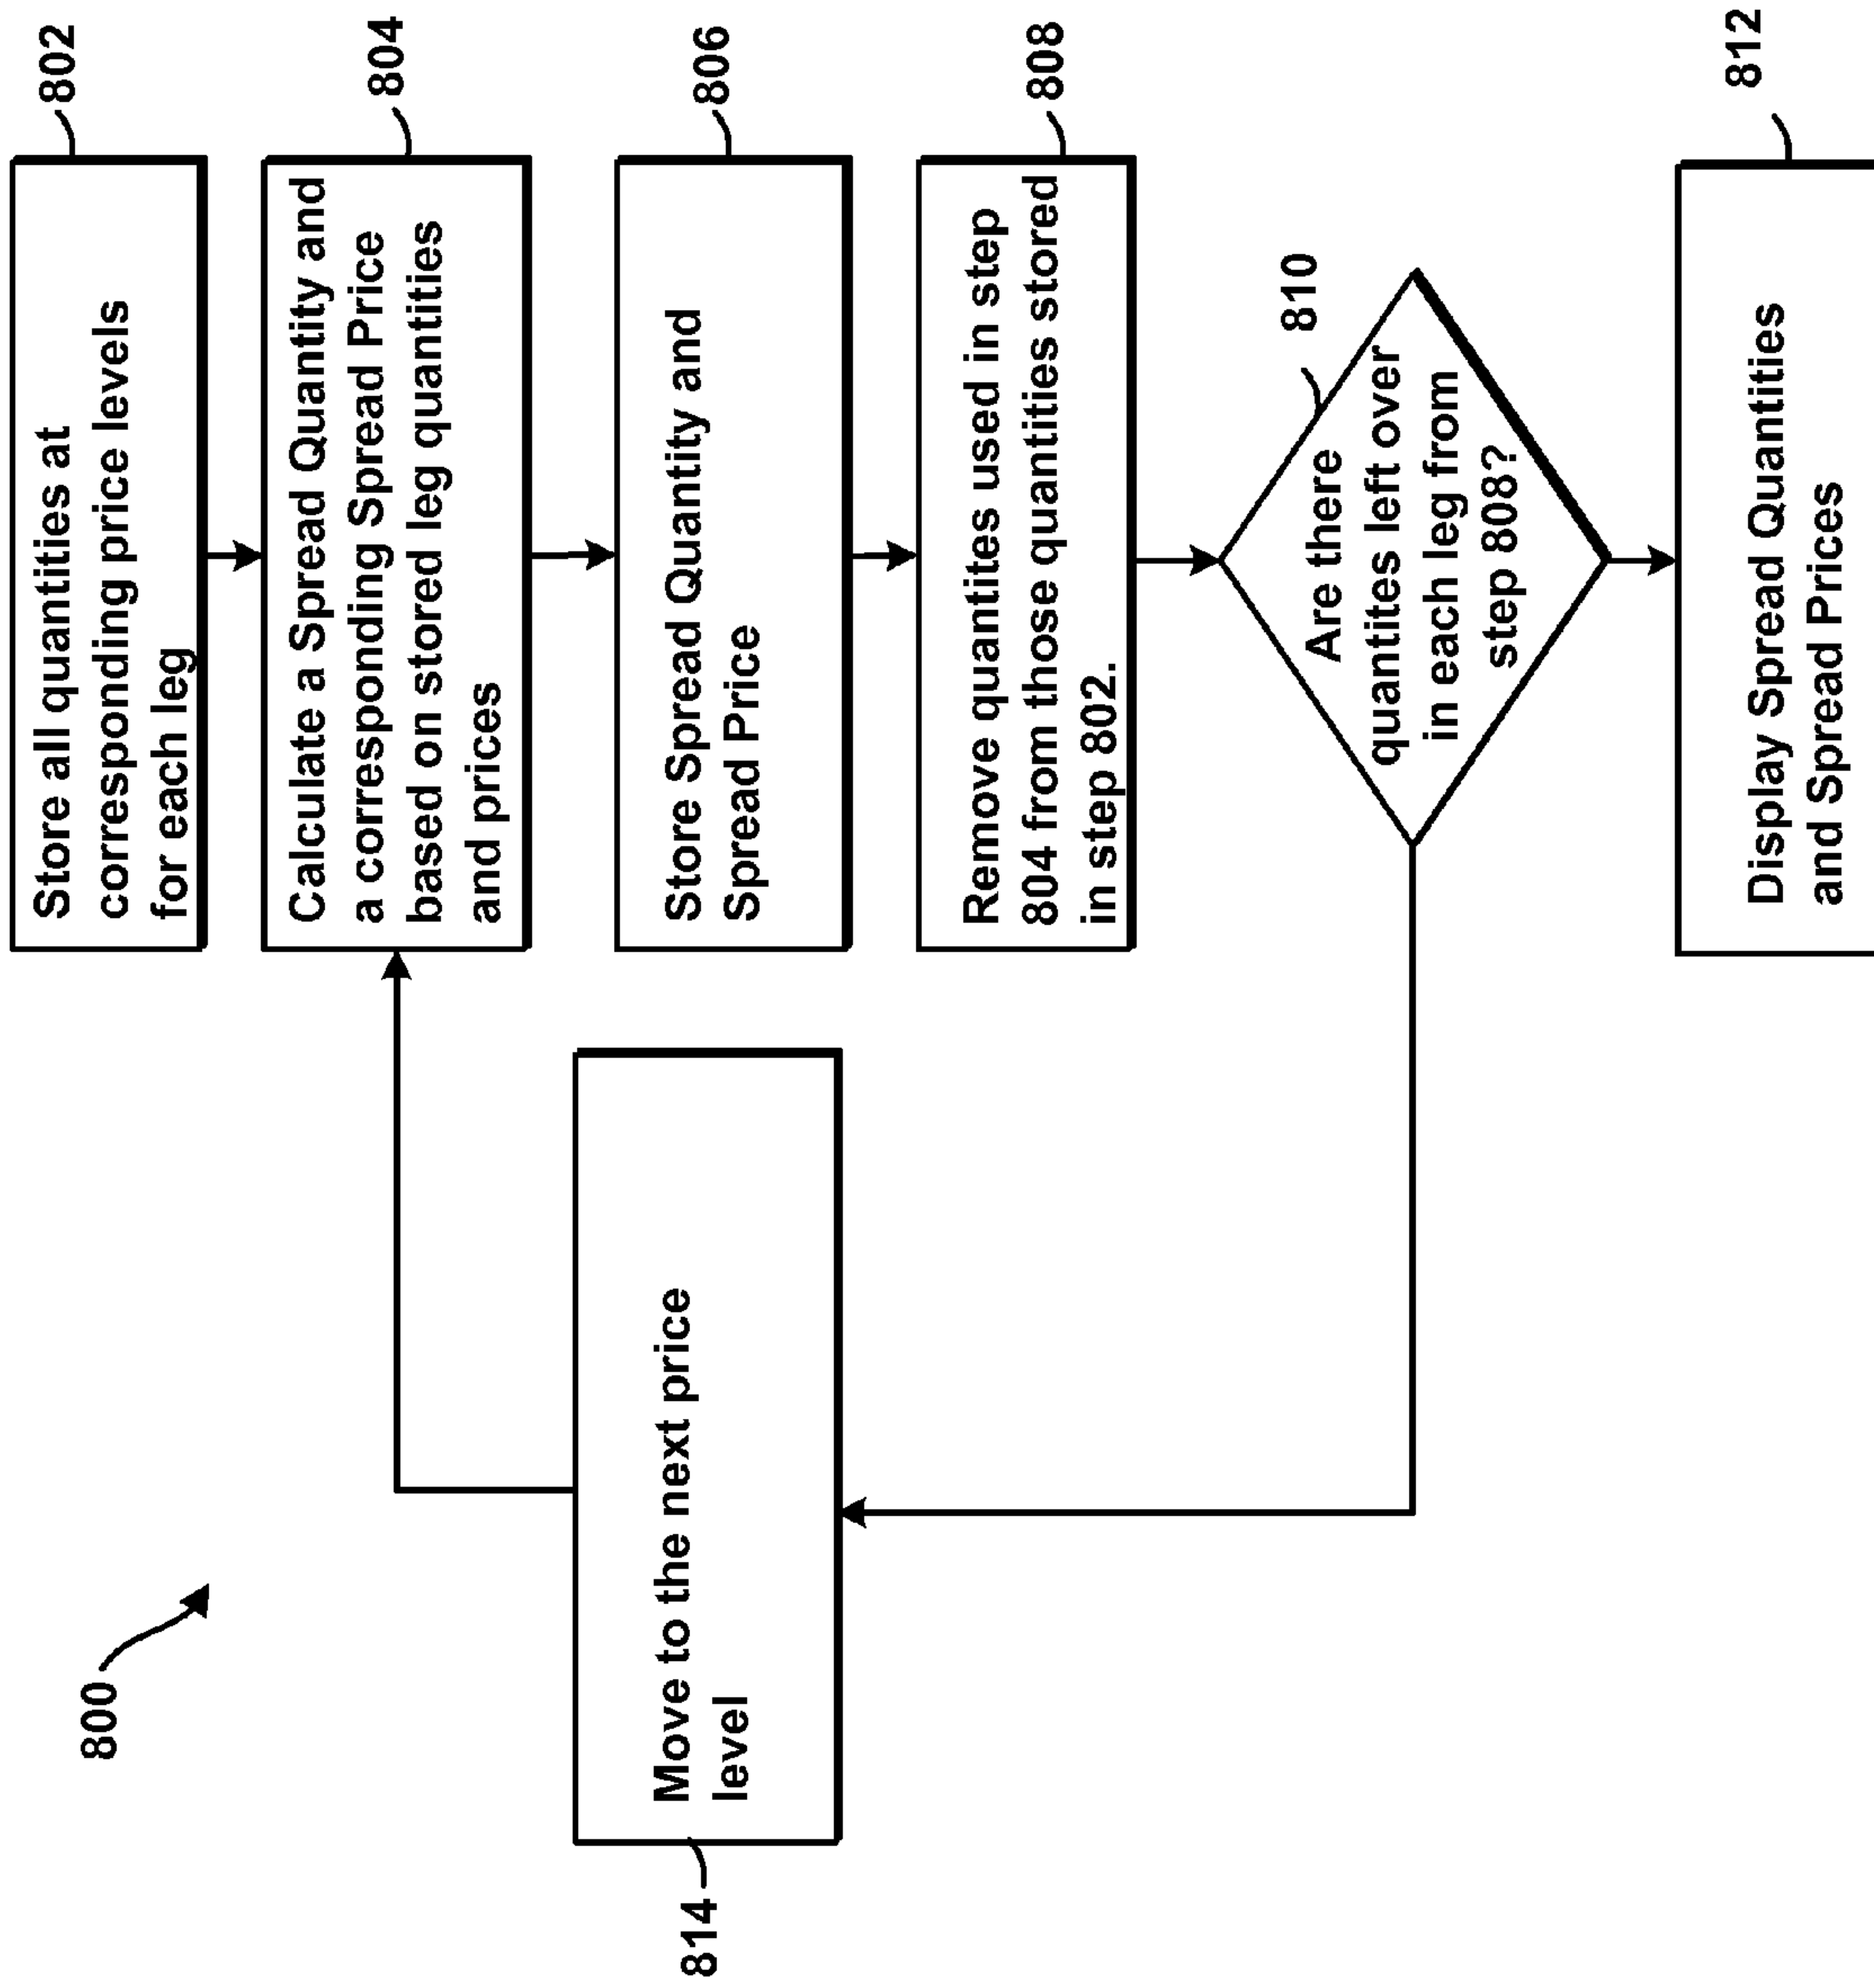 800
Store all quantities at
corresponding price levels
for each leg
802
Calculate a Spread Quantity and
a corresponding Spread Price
based on stored leg quantities
and prices
804
Store Spread Quantity and
Spread Price
806
Remove quantites used in step
804 from those quantities stored
in step 802.
808
Are there
quantites left over
in each leg from
step 808?
810
Display Spread Quantities
and Spread Prices
812
Move to the next price
level
814